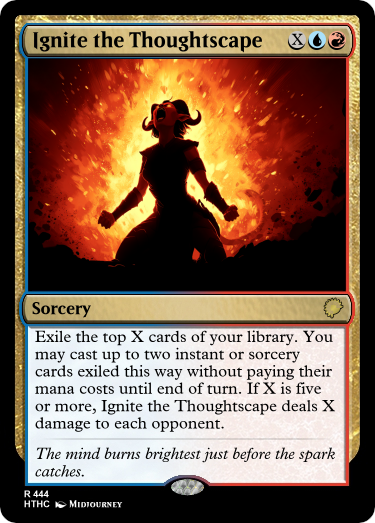 Ignite the Thoughtscape X
Sorcery
Exile the top X cards of your library. You
may cast up to two instant or sorcery
cards exiled this way without paying their
mana costs until end of turn. If X is five
or more, Ignite the Thoughtscape deals X
damage to each opponent.
The mind burns brightest just before the spark
catches.
R 444
HTHC Midjourney